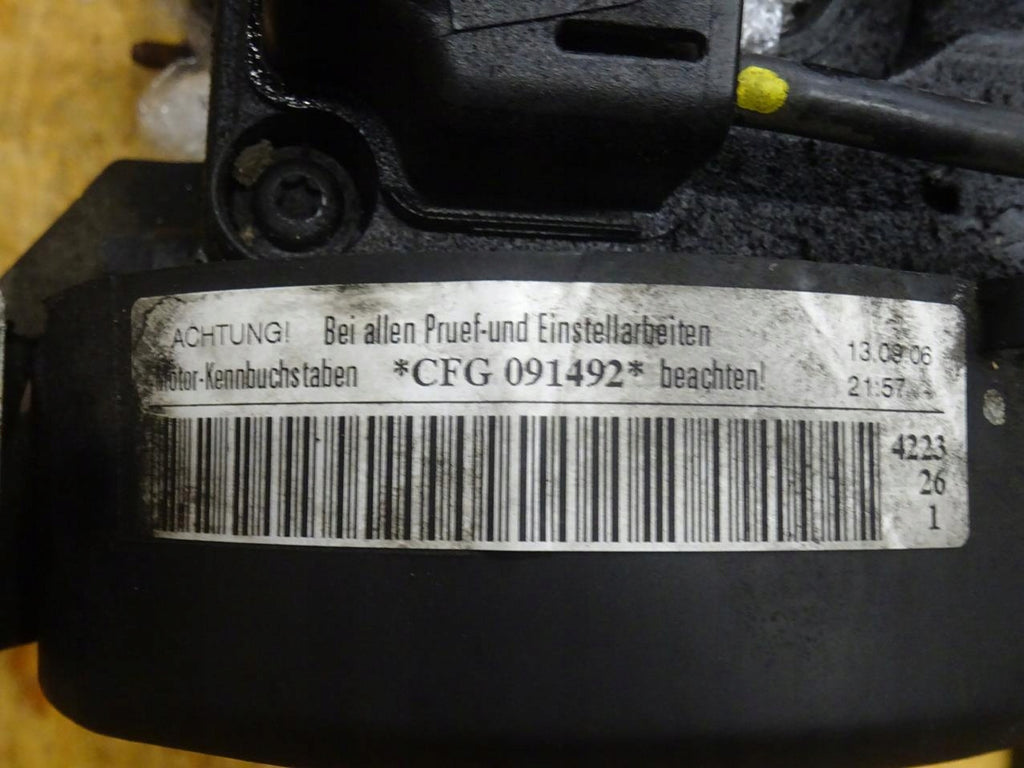 ACHTUNG! Bei allen Pruef-und Einstellarbeiten
Motor-Kennbuchstaben *CFG 091492* beachten!
13.09.06
21:57
4223
26
1